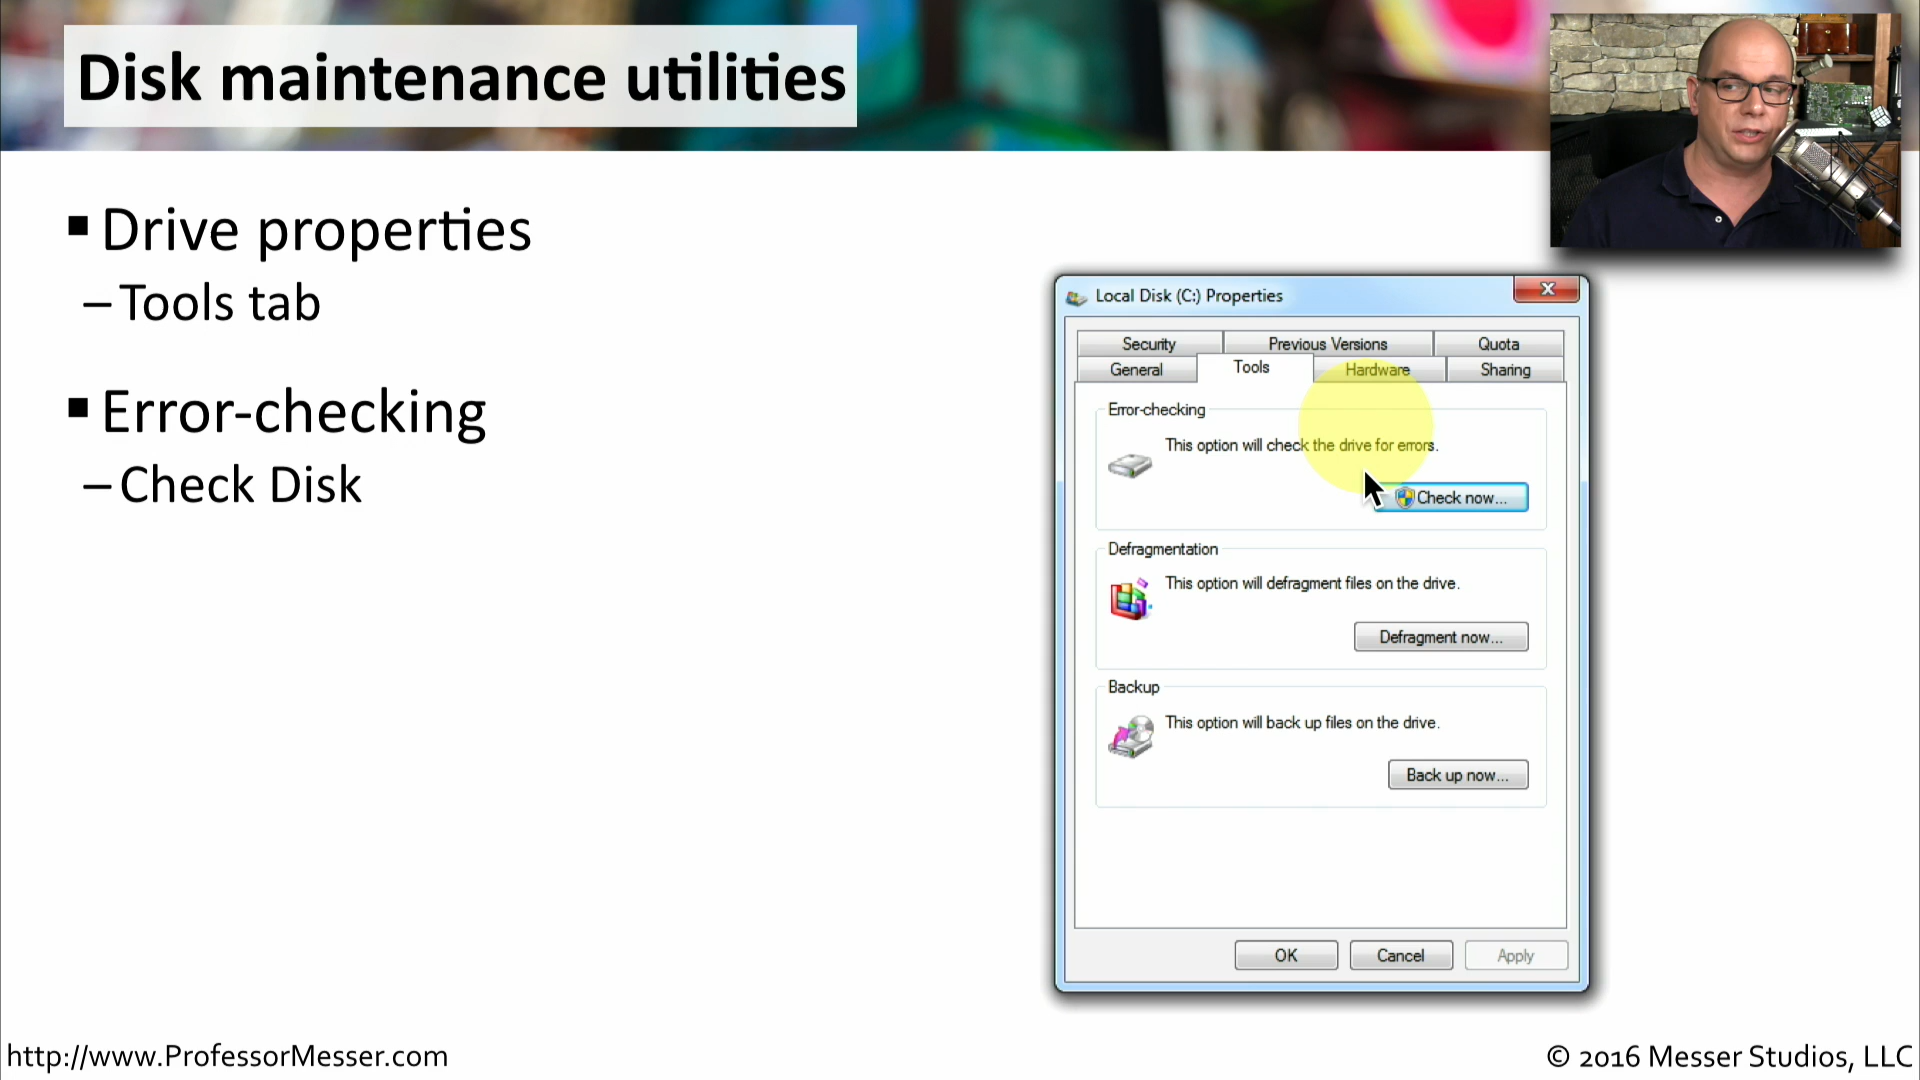 Disk maintenance utilities
▪ Drive properties
– Tools tab
▪ Error-checking
– Check Disk
Local Disk (C:) Properties
Security Previous Versions Quota
General Tools Hardware Sharing
Error-checking
This option will check the drive for errors.
Check now...
Defragmentation
This option will defragment files on the drive.
Defragment now...
Backup
This option will back up files on the drive.
Back up now...
OK Cancel Apply
http://www.ProfessorMesser.com
© 2016 Messer Studios, LLC